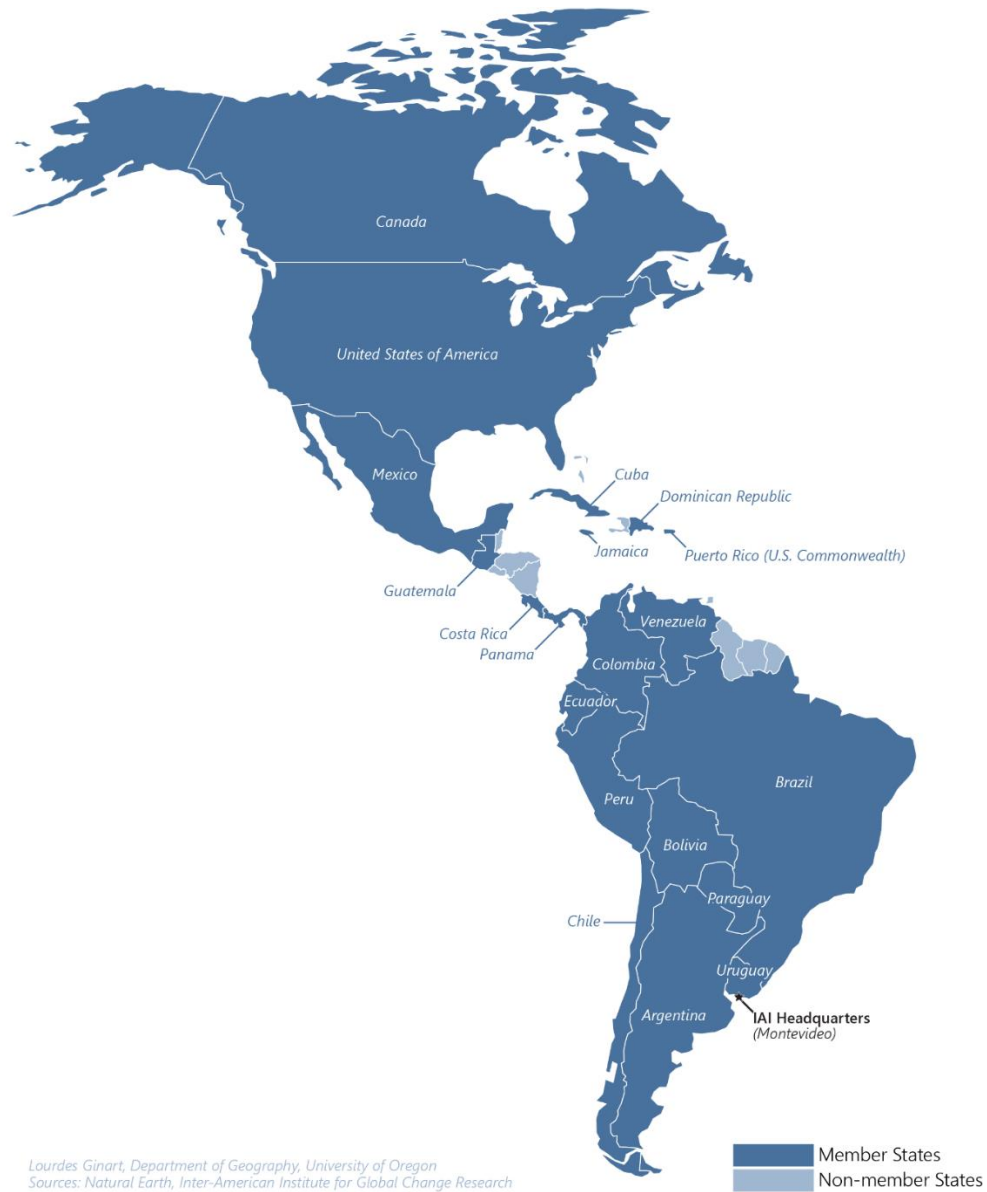 Canada
United States of America
Mexico
Cuba
Dominican Republic
Jamaica
Puerto Rico (U.S. Commonwealth)
Guatemala
Costa Rica
Panama
Venezuela
Colombia
Ecuador
Brazil
Peru
Bolivia
Paraguay
Chile
Uruguay
Argentina
IAI Headquarters
(Montevideo)
Member States
Non-member States
Lourdes Ginart, Department of Geography, University of Oregon
Sources: Natural Earth, Inter-American Institute for Global Change Research